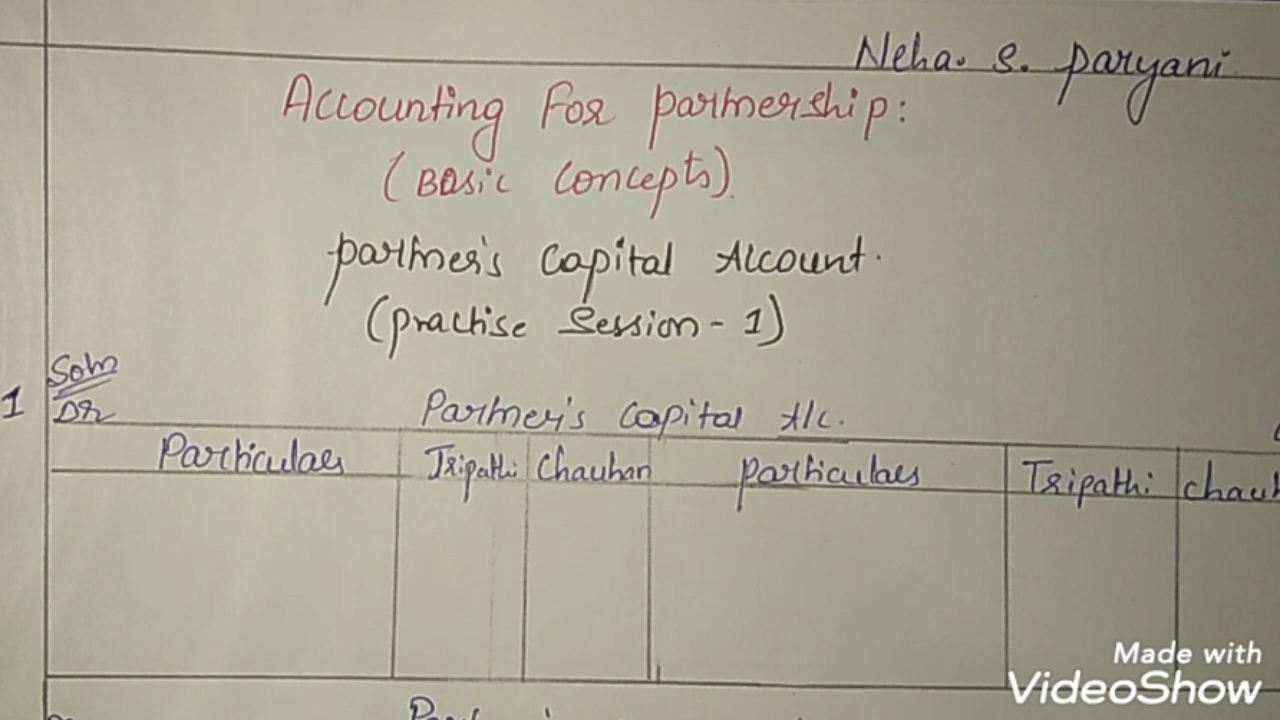 Neha. S. Paryani
Accounting For Partnership:
(Basic Concepts)
Partner's Capital Account.
(Practise Session - 1)
Soln
1 Dr Partner's Capital A/c.
Particulars Tripathi Chauhan Particulars Tripathi Chauh
Made with
VideoShow